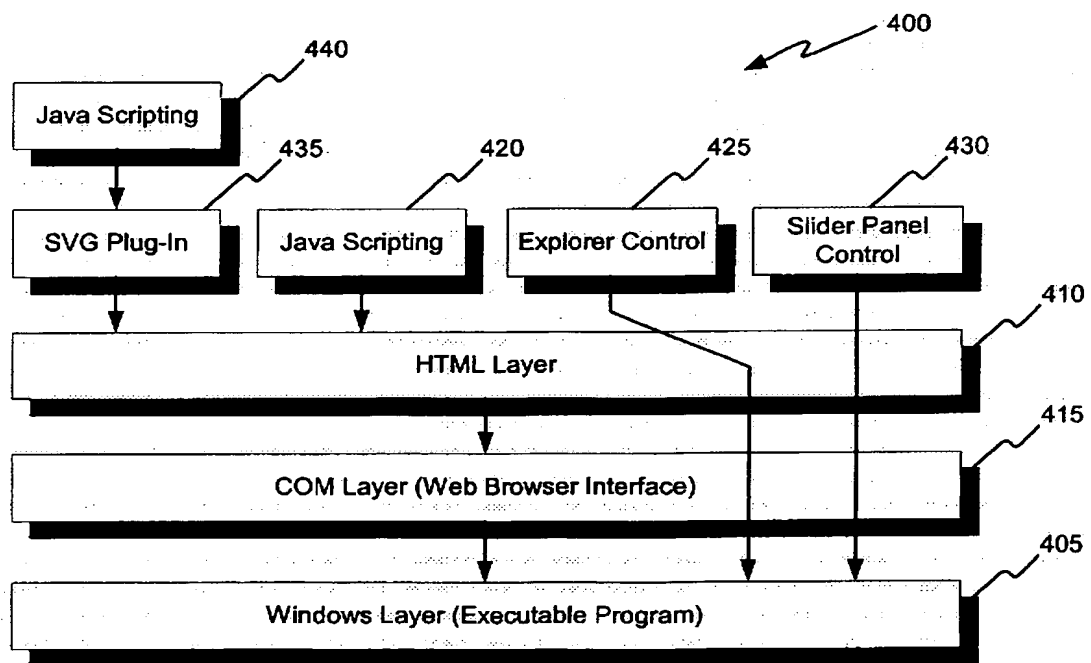 400
440
Java Scripting
435
420
425
430
SVG Plug-In
Java Scripting
Explorer Control
Slider Panel
Control
410
HTML Layer
415
COM Layer (Web Browser Interface)
405
Windows Layer (Executable Program)